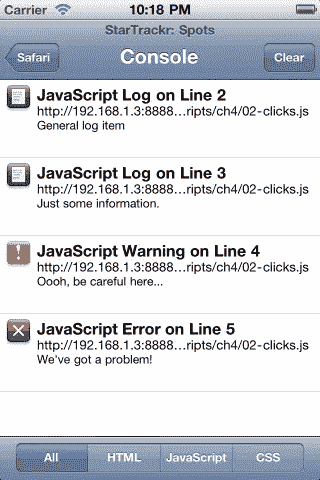 Carrier 10:18 PM
StarTrackr: Spots
Safari Console Clear
JavaScript Log on Line 2
http://192.168.1.3:8888...ripts/ch4/02-clicks.js
General log item
JavaScript Log on Line 3
http://192.168.1.3:8888...ripts/ch4/02-clicks.js
Just some information.
JavaScript Warning on Line 4
http://192.168.1.3:8888...ripts/ch4/02-clicks.js
Oooh, be careful here...
JavaScript Error on Line 5
http://192.168.1.3:8888...ripts/ch4/02-clicks.js
We've got a problem!
All HTML JavaScript CSS